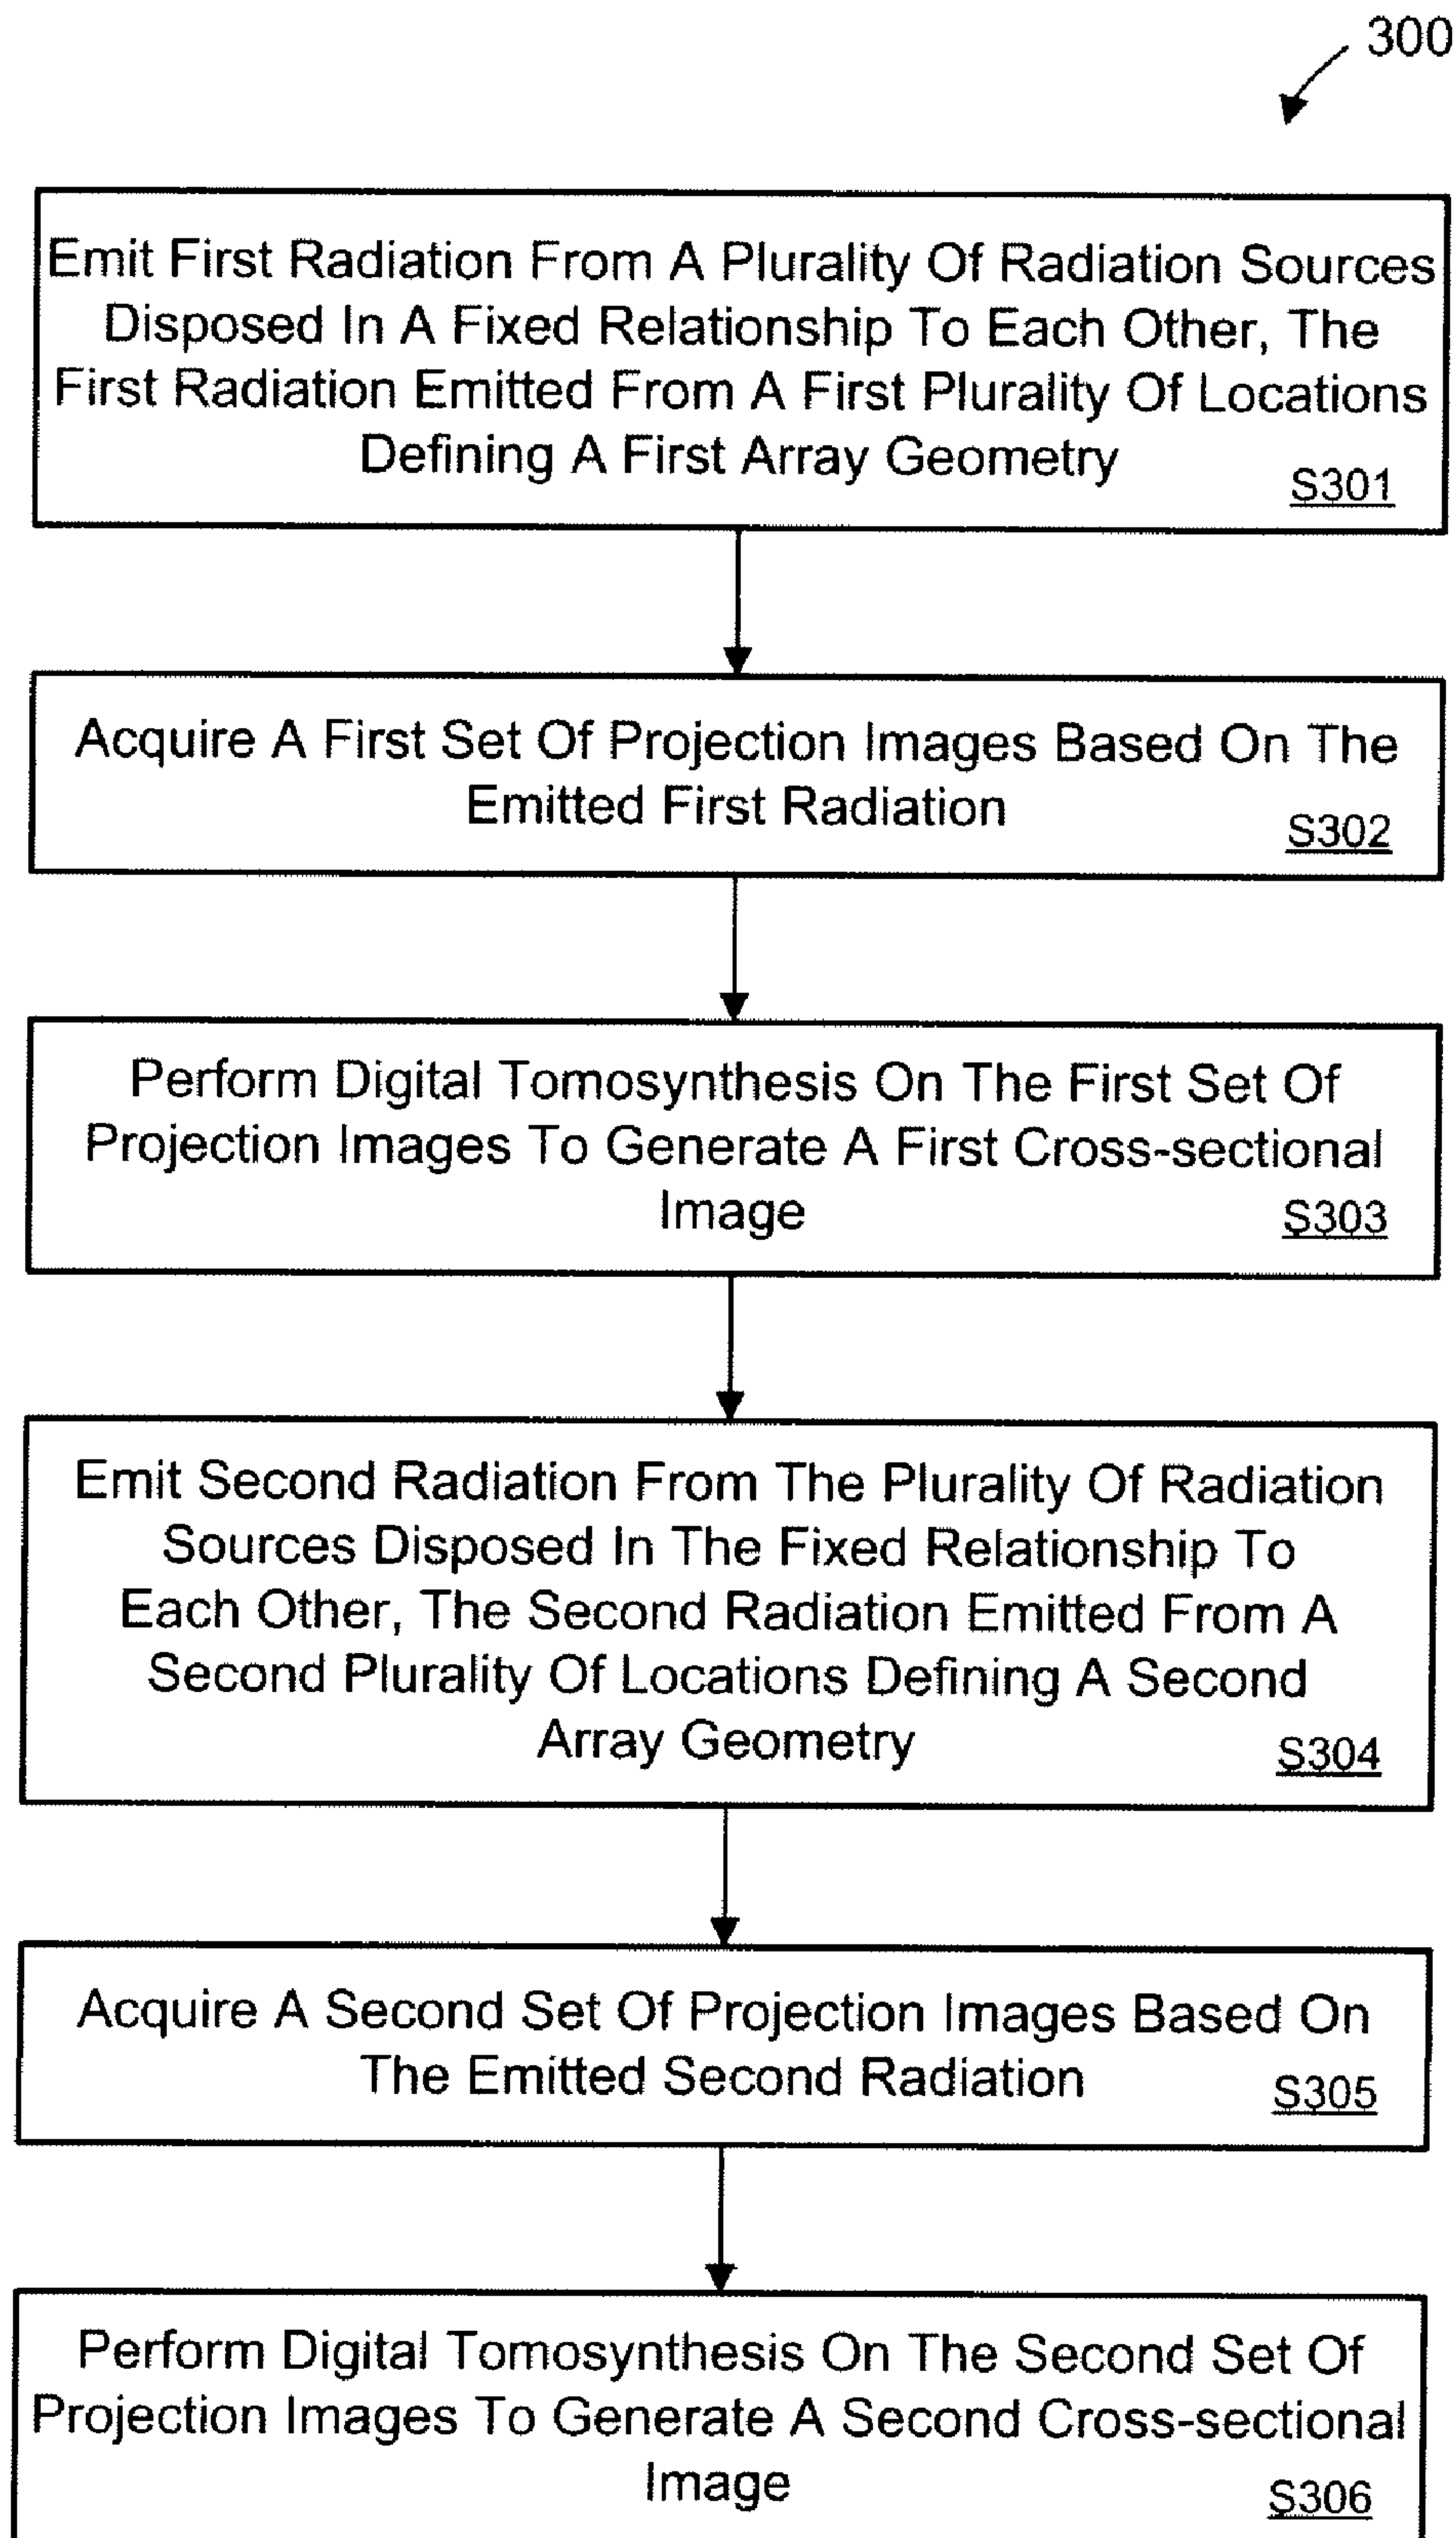 300
Emit First Radiation From A Plurality Of Radiation Sources
Disposed In A Fixed Relationship To Each Other, The
First Radiation Emitted From A First Plurality Of Locations
Defining A First Array Geometry
S301
Acquire A First Set Of Projection Images Based On The
Emitted First Radiation
S302
Perform Digital Tomosynthesis On The First Set Of
Projection Images To Generate A First Cross-sectional
Image
S303
Emit Second Radiation From The Plurality Of Radiation
Sources Disposed In The Fixed Relationship To
Each Other, The Second Radiation Emitted From A
Second Plurality Of Locations Defining A Second
Array Geometry
S304
Acquire A Second Set Of Projection Images Based On
The Emitted Second Radiation
S305
Perform Digital Tomosynthesis On The Second Set Of
Projection Images To Generate A Second Cross-sectional
Image
S306